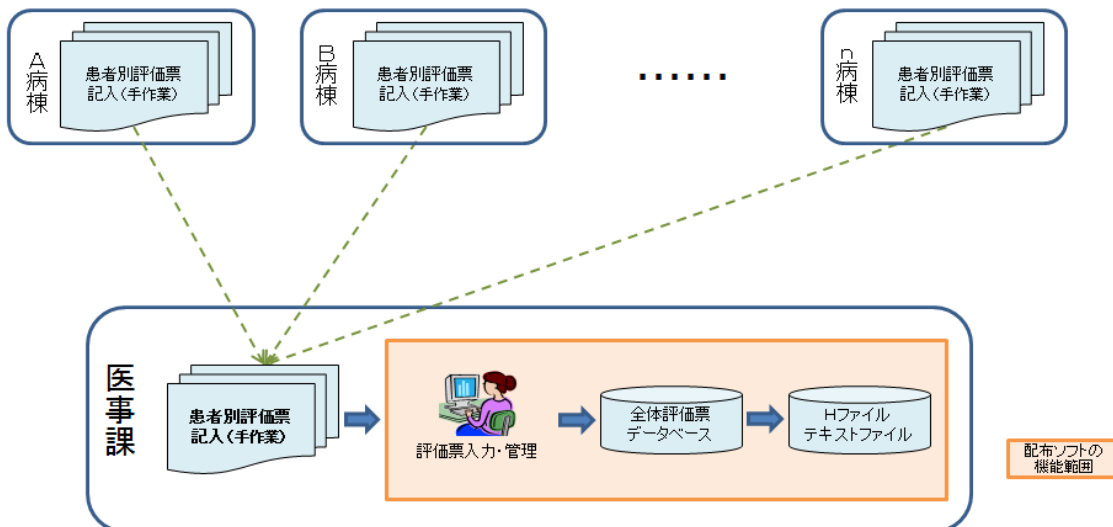 A病棟
患者別評価票
記入(手作業)
B病棟
患者別評価票
記入(手作業)
‥‥‥
n病棟
患者別評価票
記入(手作業)
医事課
患者別評価票
記入(手作業)
評価票入力・管理
全体評価票
データベース
Hファイル
テキストファイル
配布ソフトの
機能範囲